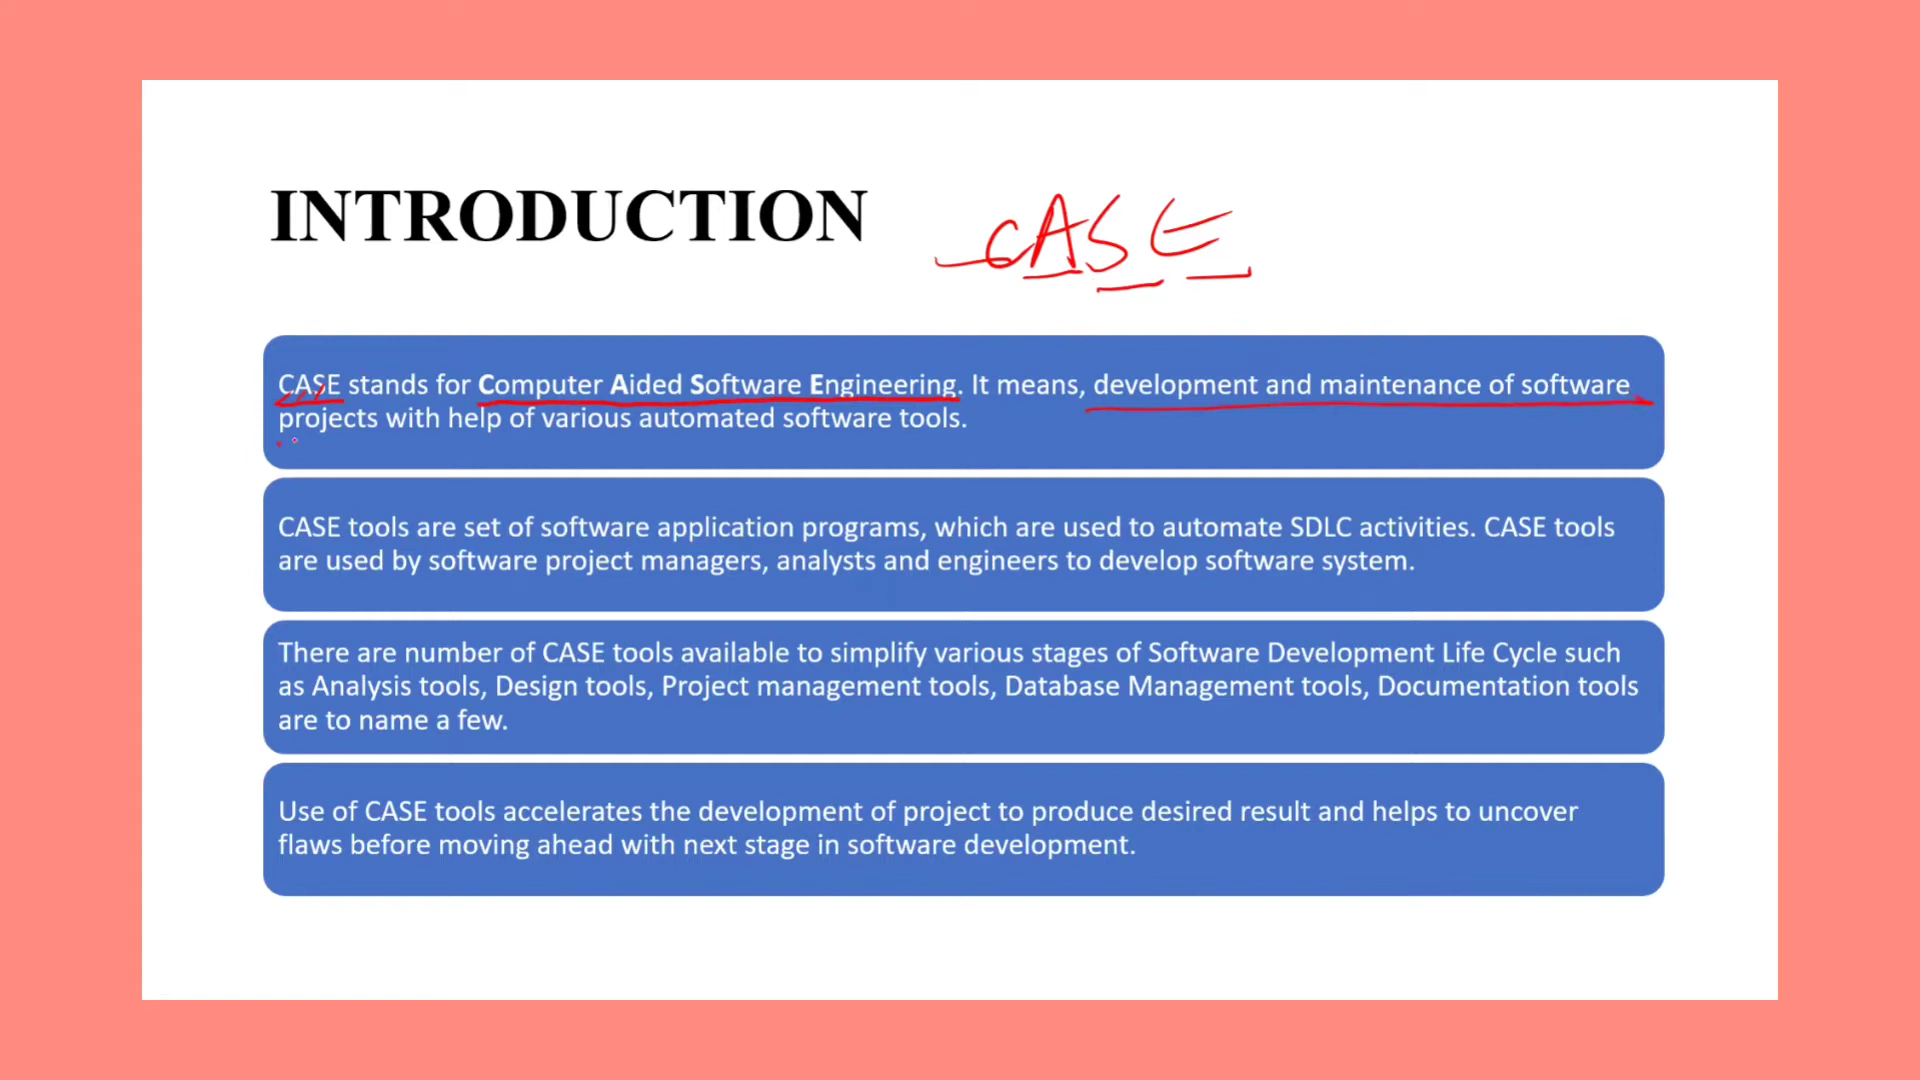 INTRODUCTION
CASE
CASE stands for Computer Aided Software Engineering. It means, development and maintenance of software
projects with help of various automated software tools.
CASE tools are set of software application programs, which are used to automate SDLC activities. CASE tools
are used by software project managers, analysts and engineers to develop software system.
There are number of CASE tools available to simplify various stages of Software Development Life Cycle such
as Analysis tools, Design tools, Project management tools, Database Management tools, Documentation tools
are to name a few.
Use of CASE tools accelerates the development of project to produce desired result and helps to uncover
flaws before moving ahead with next stage in software development.